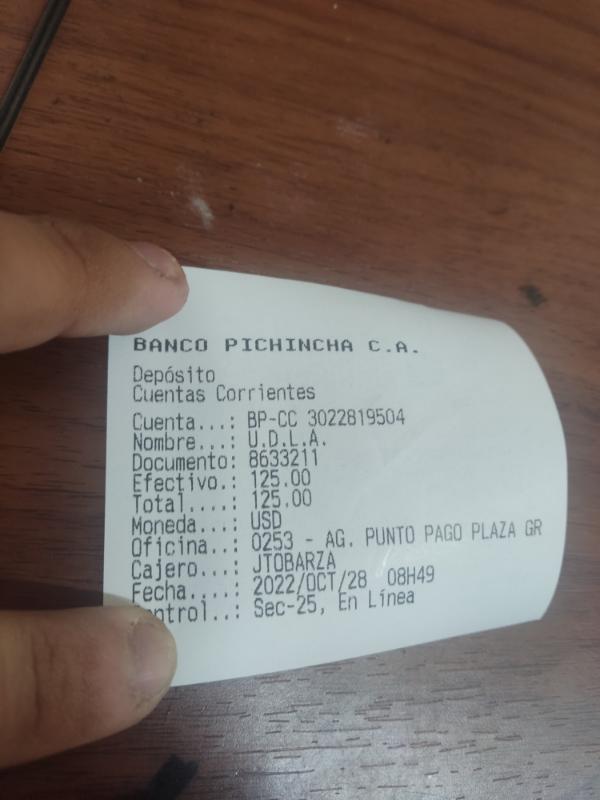 BANCO PICHINCHA C.A.
Depósito
Cuentas Corrientes
Cuenta...: BP-CC 3022819504
Nombre...: U.D.L.A.
Documento: 8633211
Efectivo.: 125.00
Total....: 125.00
Moneda...: USD
Oficina..: 0253 - AG. PUNTO PAGO PLAZA GR
Cajero...: JTOBARZA
Fecha....: 2022/OCT/28 08H49
ntrol..: Sec-25, En Línea